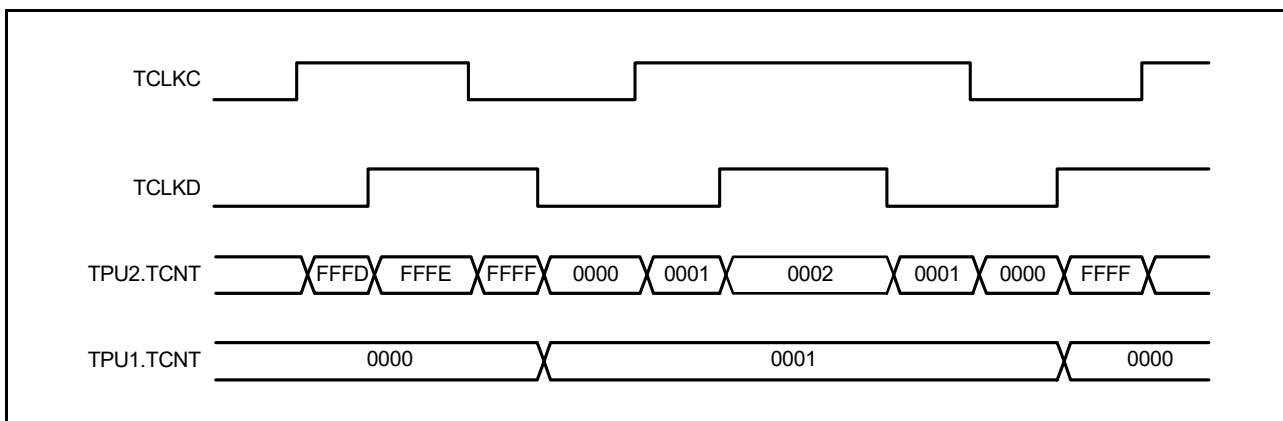 TCLKC
TCLKD
TPU2.TCNT FFFD FFFE FFFF 0000 0001 0002 0001 0000 FFFF
TPU1.TCNT 0000 0001 0000